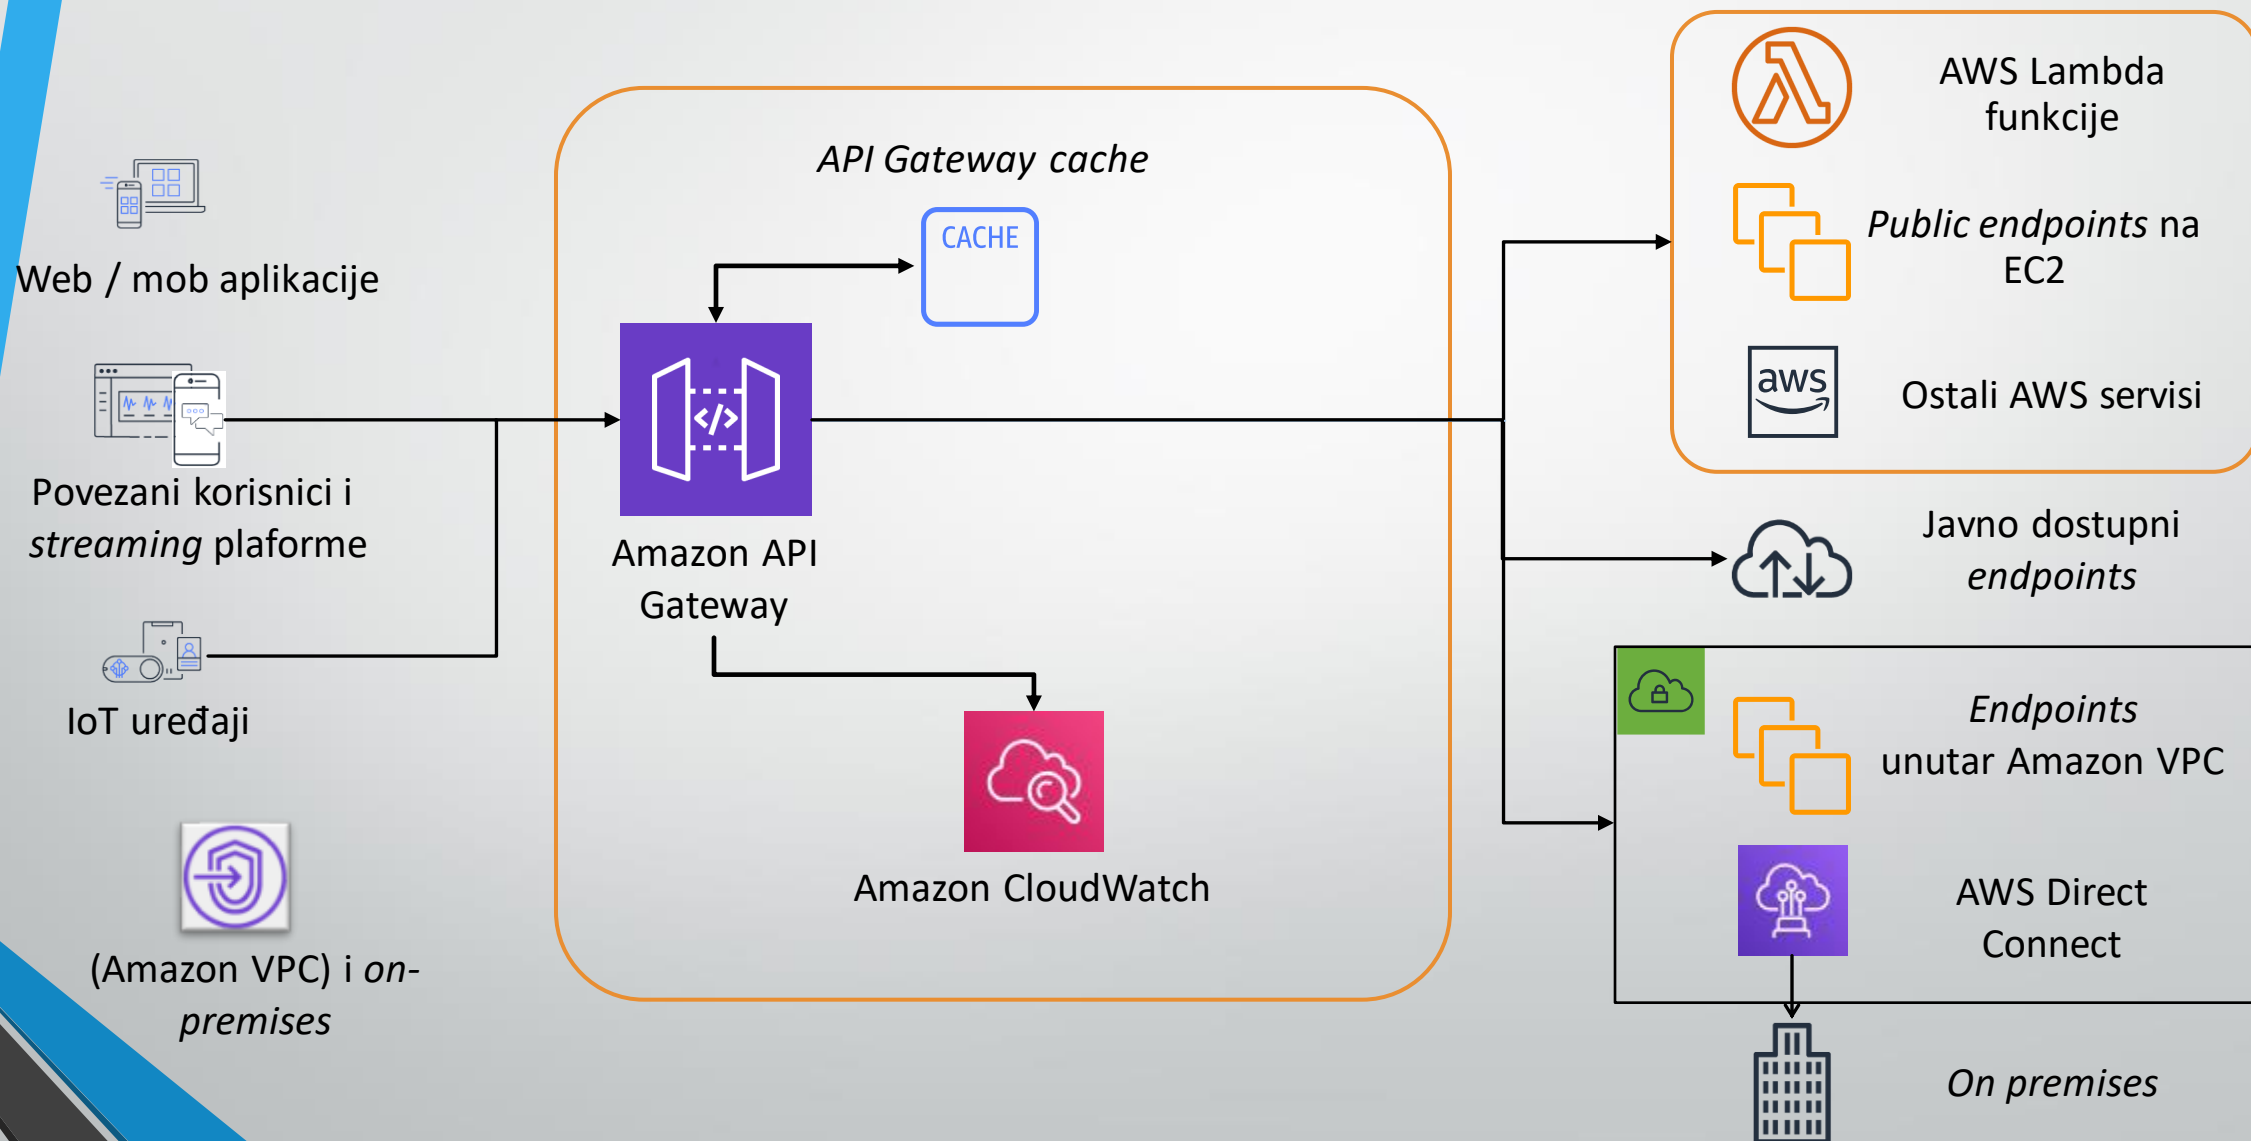 Web / mob aplikacije
Povezani korisnici i
streaming plaforme
IoT uređaji
(Amazon VPC) i on-
premises
API Gateway cache
CACHE
</>
Amazon API
Gateway
Amazon CloudWatch
AWS Lambda
funkcije
Public endpoints na
EC2
aws
Ostali AWS servisi
Javno dostupni
endpoints
Endpoints
unutar Amazon VPC
AWS Direct
Connect
On premises